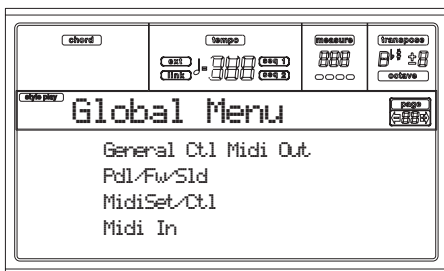 chord tempo measure transpose
ext seq 1
link seq 2
octave
style play
Global Menu
page
General Ctl Midi Out
Pdl/Fw/Sld
MidiSet/Ctl
Midi In